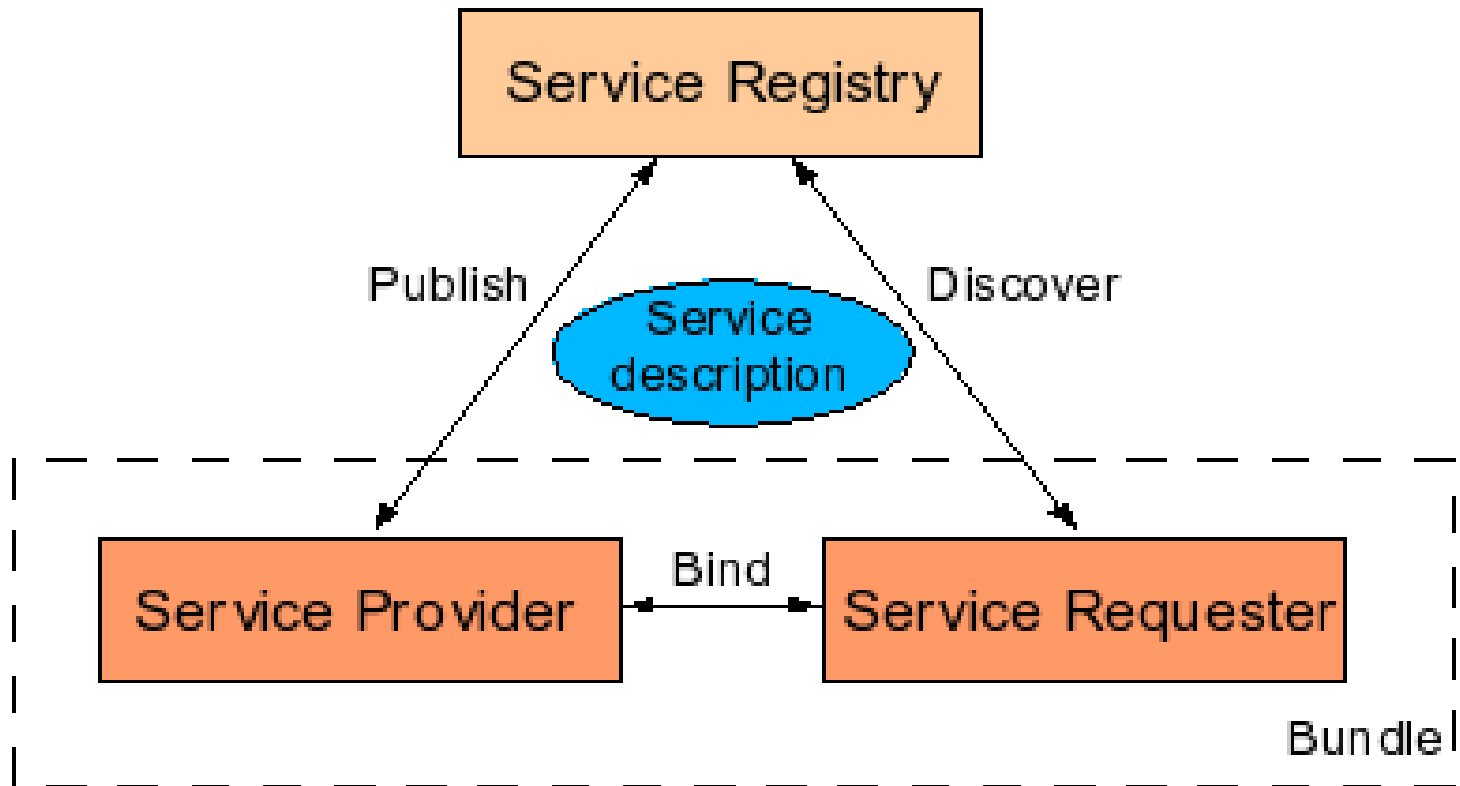 Service Registry
Publish
Discover
Service
description
Bind
Service Provider
Service Requester
Bundle